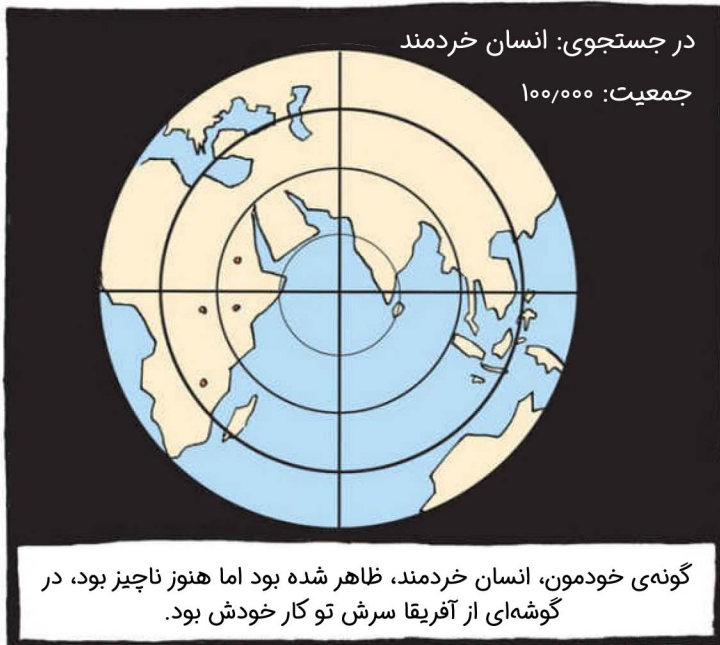 در جستجوی: انسان خردمند
جمعیت: ۱۰۰٫۰۰۰
گونه‌ی خودمون، انسان خردمند، ظاهر شده بود اما هنوز ناچیز بود، در
گوشه‌ای از آفریقا سرش تو کار خودش بود.